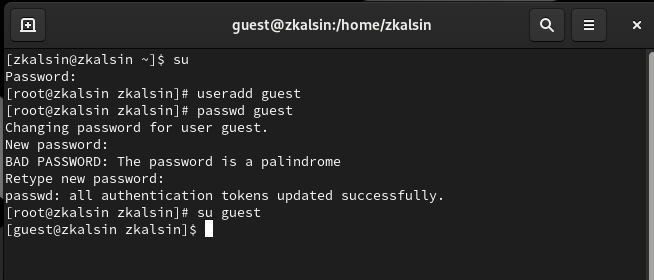 guest@zkalsin:/home/zkalsin
[zkalsin@zkalsin ~]$ su
Password:
[root@zkalsin zkalsin]# useradd guest
[root@zkalsin zkalsin]# passwd guest
Changing password for user guest.
New password:
BAD PASSWORD: The password is a palindrome
Retype new password:
passwd: all authentication tokens updated successfully.
[root@zkalsin zkalsin]# su guest
[guest@zkalsin zkalsin]$